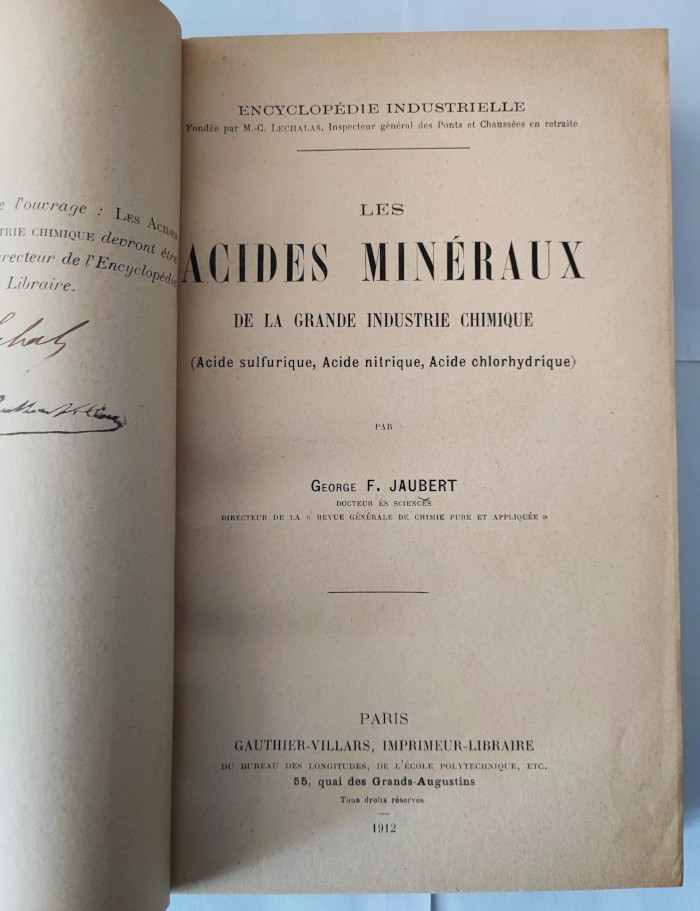 e l'ouvrage : LES ACIDES
TRIE CHIMIQUE devront être
recteur de l'Encyclopédie
Libraire.
ENCYCLOPÉDIE INDUSTRIELLE
Fondée par M.-C. LECHALAS, Inspecteur général des Ponts et Chaussées en retraite
LES
ACIDES MINÉRAUX
DE LA GRANDE INDUSTRIE CHIMIQUE
(Acide sulfurique, Acide nitrique, Acide chlorhydrique)
PAR
GEORGE F. JAUBERT
DOCTEUR ÈS SCIENCES
DIRECTEUR DE LA « REVUE GÉNÉRALE DE CHIMIE PURE ET APPLIQUÉE »
PARIS
GAUTHIER-VILLARS, IMPRIMEUR-LIBRAIRE
DU BUREAU DES LONGITUDES, DE L'ÉCOLE POLYTECHNIQUE, ETC.
55, quai des Grands-Augustins
Tous droits réservés
1912